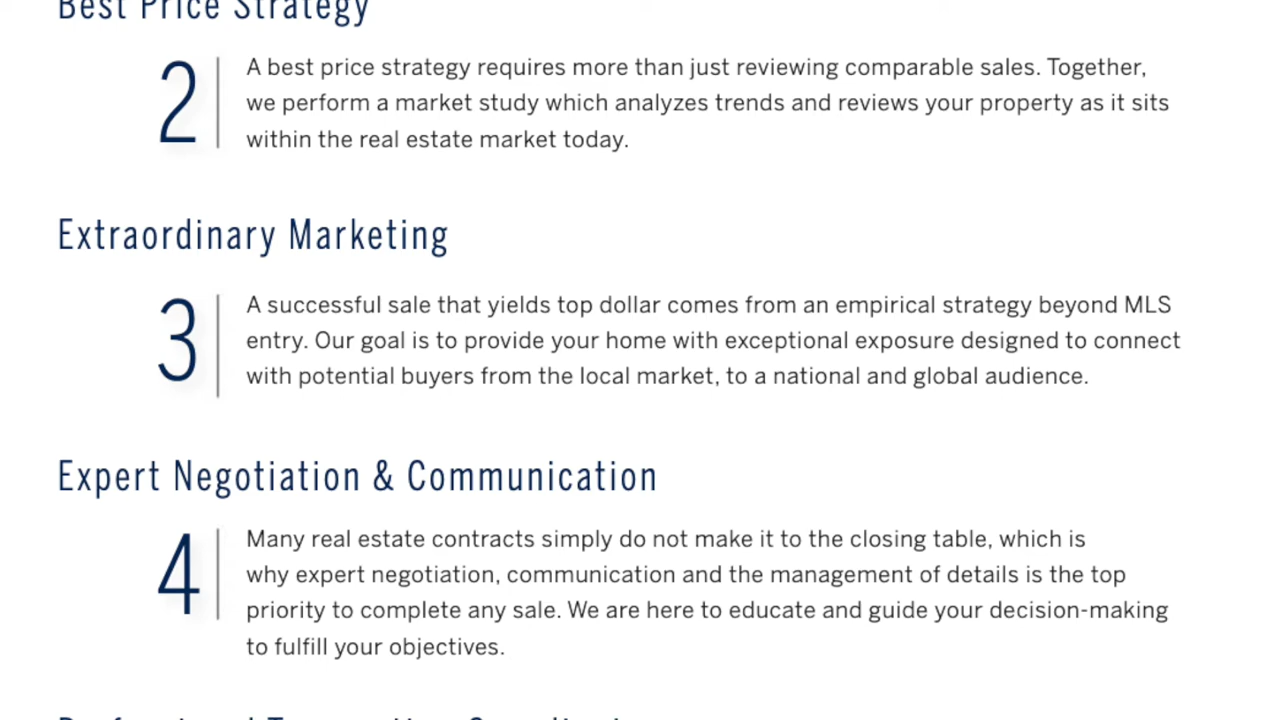 Best Price Strategy
2
A best price strategy requires more than just reviewing comparable sales. Together,
we perform a market study which analyzes trends and reviews your property as it sits
within the real estate market today.
Extraordinary Marketing
3
A successful sale that yields top dollar comes from an empirical strategy beyond MLS
entry. Our goal is to provide your home with exceptional exposure designed to connect
with potential buyers from the local market, to a national and global audience.
Expert Negotiation & Communication
4
Many real estate contracts simply do not make it to the closing table, which is
why expert negotiation, communication and the management of details is the top
priority to complete any sale. We are here to educate and guide your decision-making
to fulfill your objectives.